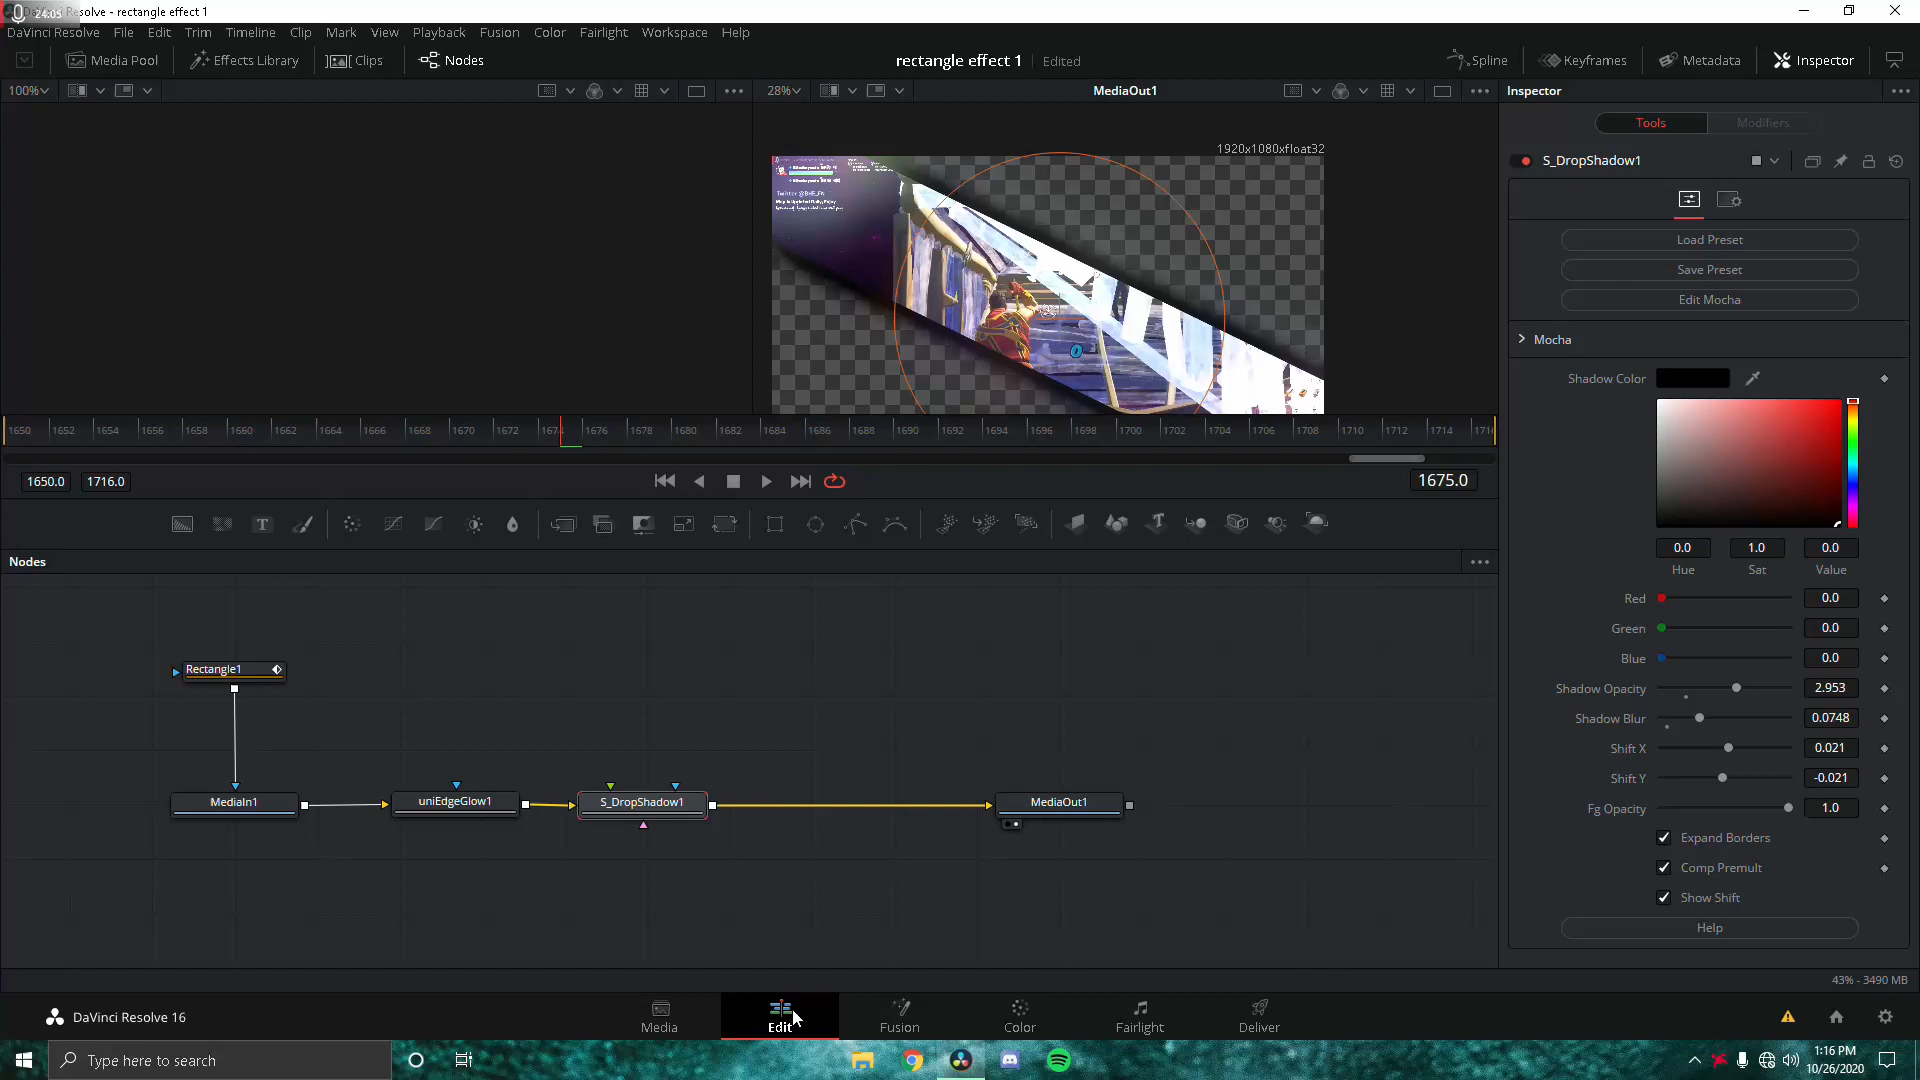 24:05
Resolve - rectangle effect 1
DaVinci Resolve File Edit Trim Timeline Clip Mark View Playback Fusion Color Fairlight Workspace Help
Media Pool Effects Library Clips Nodes rectangle effect 1 Edited Spline Keyframes Metadata Inspector
100% 28% MediaOut1 Inspector
Tools Modifiers
1920x1080xfloat32
S_DropShadow1
Twitter @BHE_FN
Load Preset
Save Preset
Edit Mocha
Mocha
Shadow Color
1650 1652 1654 1656 1658 1660 1662 1664 1666 1668 1670 1672 1674 1676 1678 1680 1682 1684 1686 1688 1690 1692 1694 1696 1698 1700 1702 1704 1706 1708 1710 1712 1714 1716
1650.0 1716.0 1675.0
T
0.0 1.0 0.0
Hue Sat Value
Nodes
Red 0.0
Green 0.0
Blue 0.0
Rectangle1
Shadow Opacity 2.953
Shadow Blur 0.0748
Shift X 0.021
Shift Y -0.021
MediaIn1 uniEdgeGlow1 S_DropShadow1 MediaOut1
Fg Opacity 1.0
Expand Borders
Comp Premult
Show Shift
Help
43% - 3490 MB
DaVinci Resolve 16
Media Edit Fusion Color Fairlight Deliver
Type here to search
1:16 PM
10/26/2020